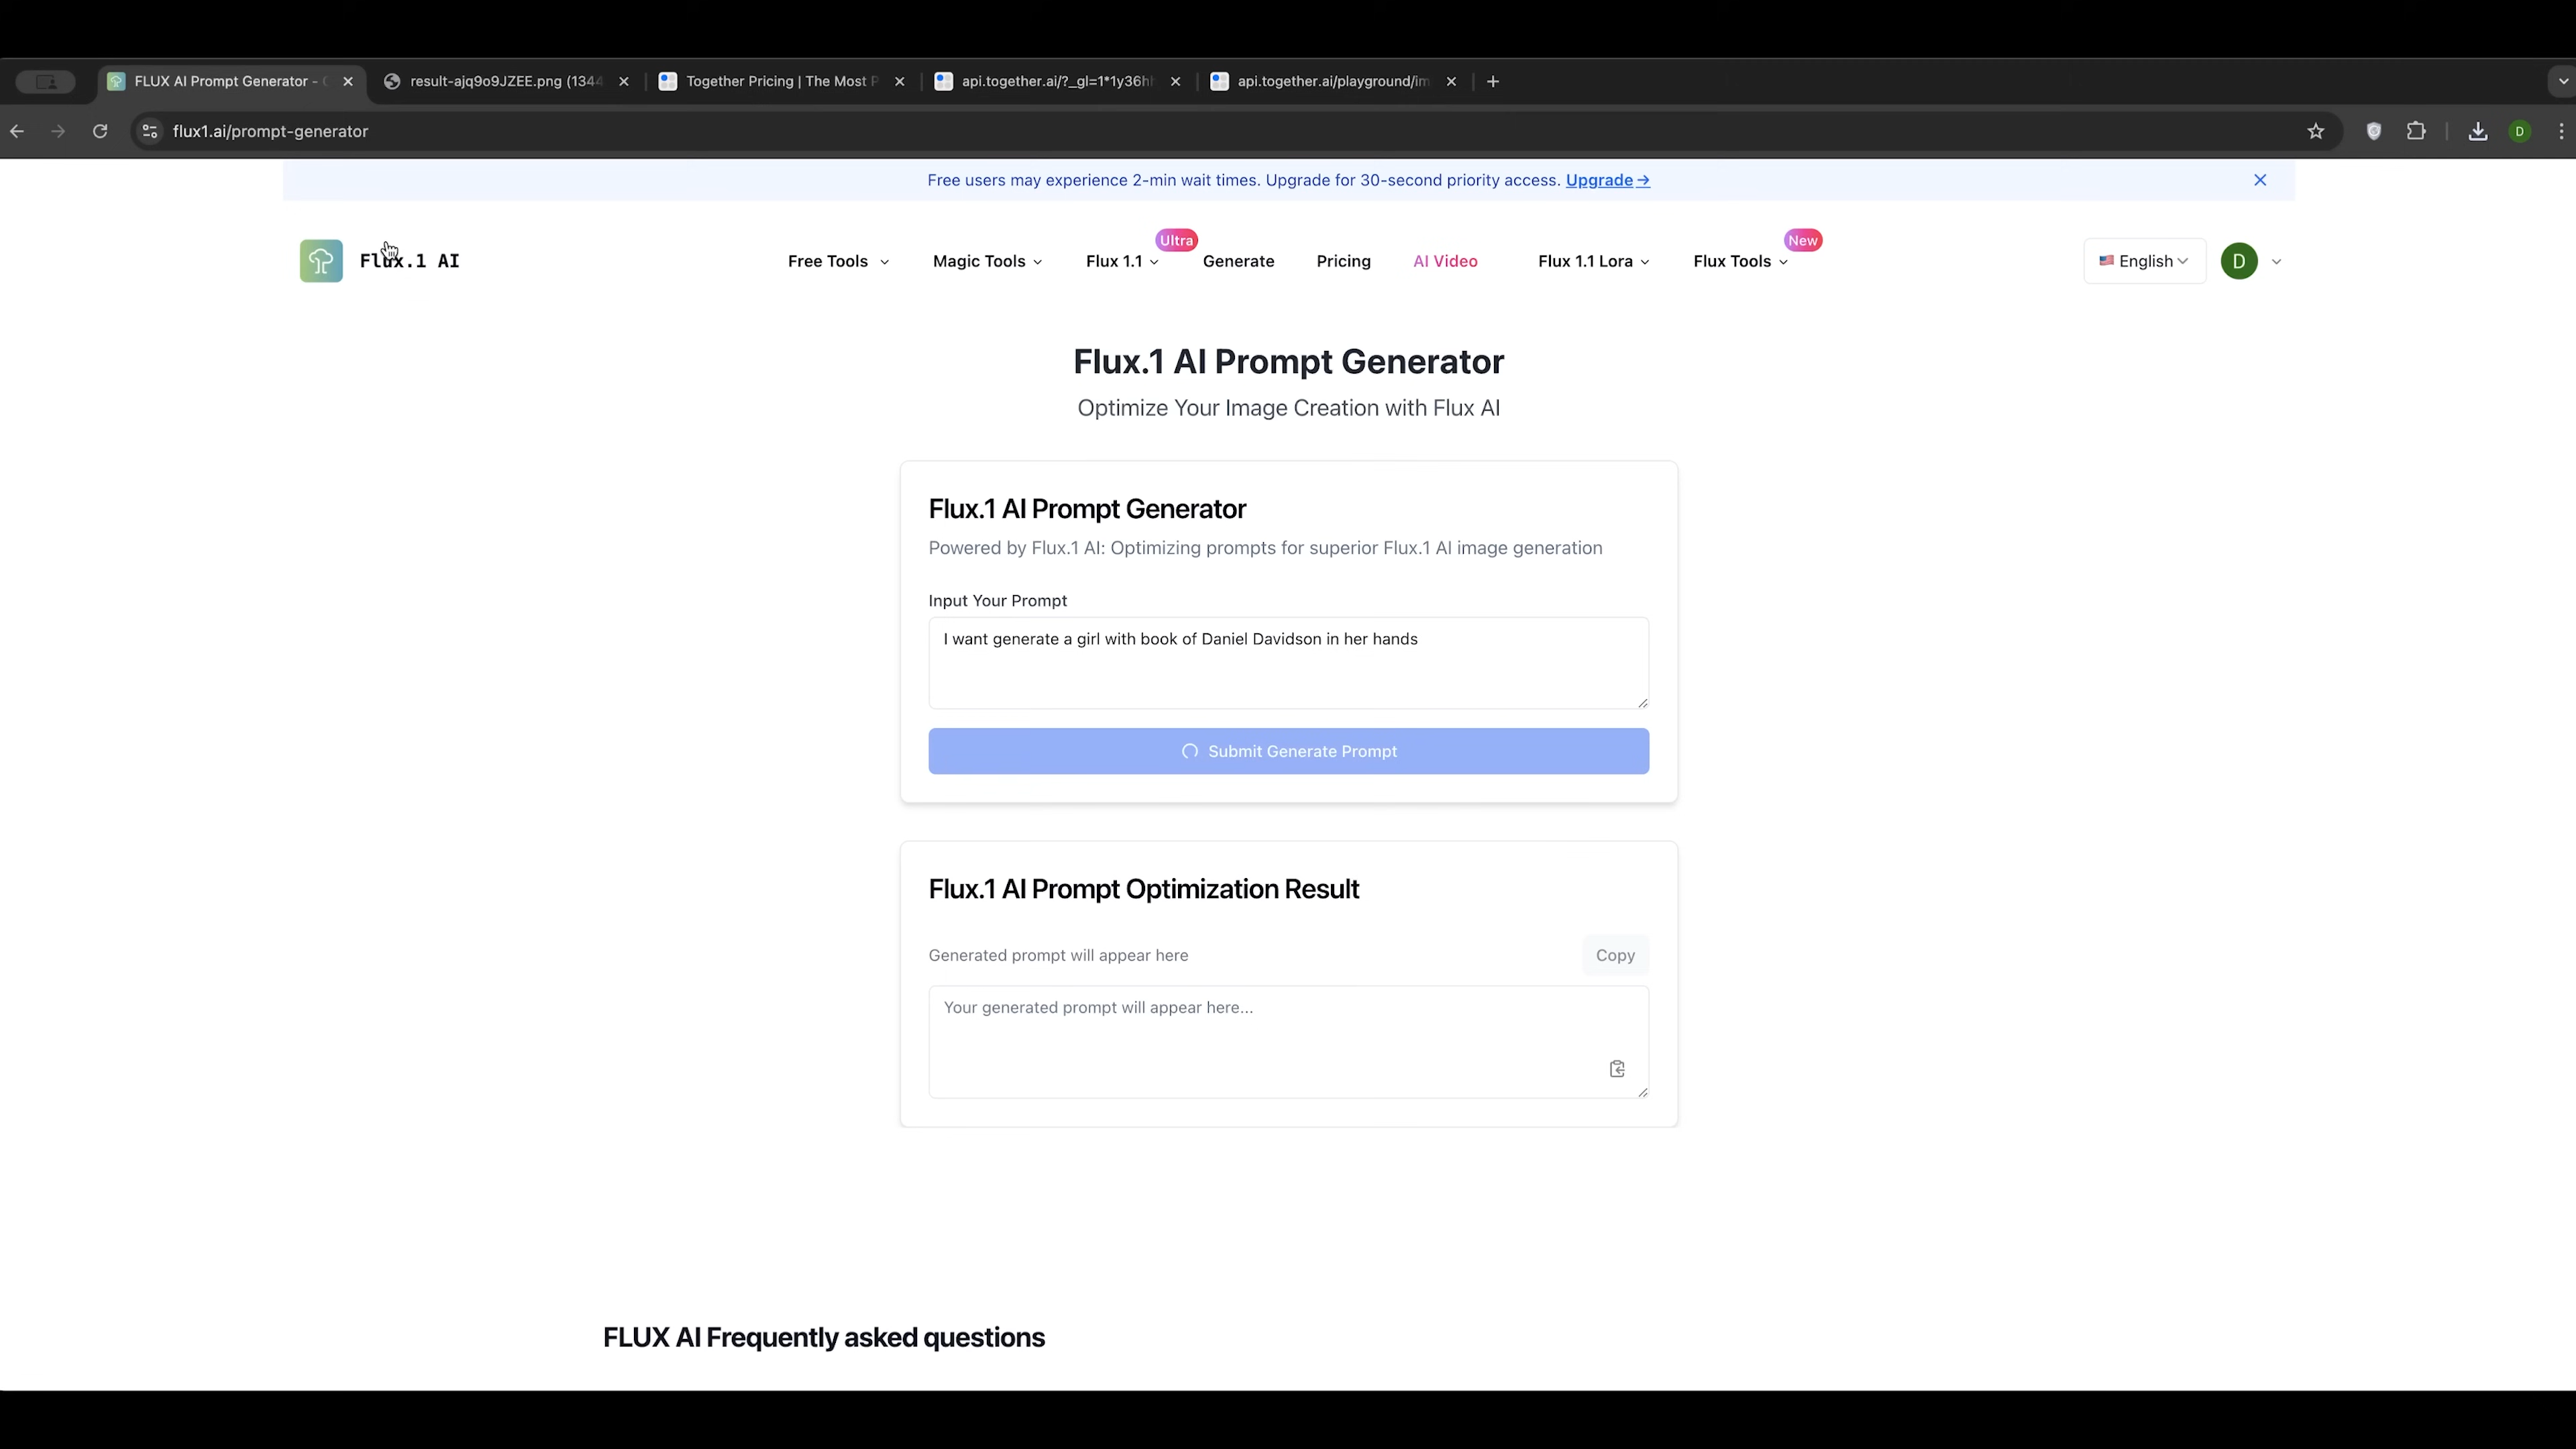 FLUX AI Prompt Generator -
result-ajq9o9JZEE.png (1344
Together Pricing | The Most P
api.together.ai/?_gl=1*1y36h
api.together.ai/playground/im
flux1.ai/prompt-generator
D
Free users may experience 2-min wait times. Upgrade for 30-second priority access. Upgrade →
Flux.1 AI
Free Tools
Magic Tools
Flux 1.1
Ultra
Generate
Pricing
AI Video
Flux 1.1 Lora
Flux Tools
New
English
D
Flux.1 AI Prompt Generator
Optimize Your Image Creation with Flux AI
Flux.1 AI Prompt Generator
Powered by Flux.1 AI: Optimizing prompts for superior Flux.1 AI image generation
Input Your Prompt
I want generate a girl with book of Daniel Davidson in her hands
Submit Generate Prompt
Flux.1 AI Prompt Optimization Result
Generated prompt will appear here
Copy
Your generated prompt will appear here...
FLUX AI Frequently asked questions